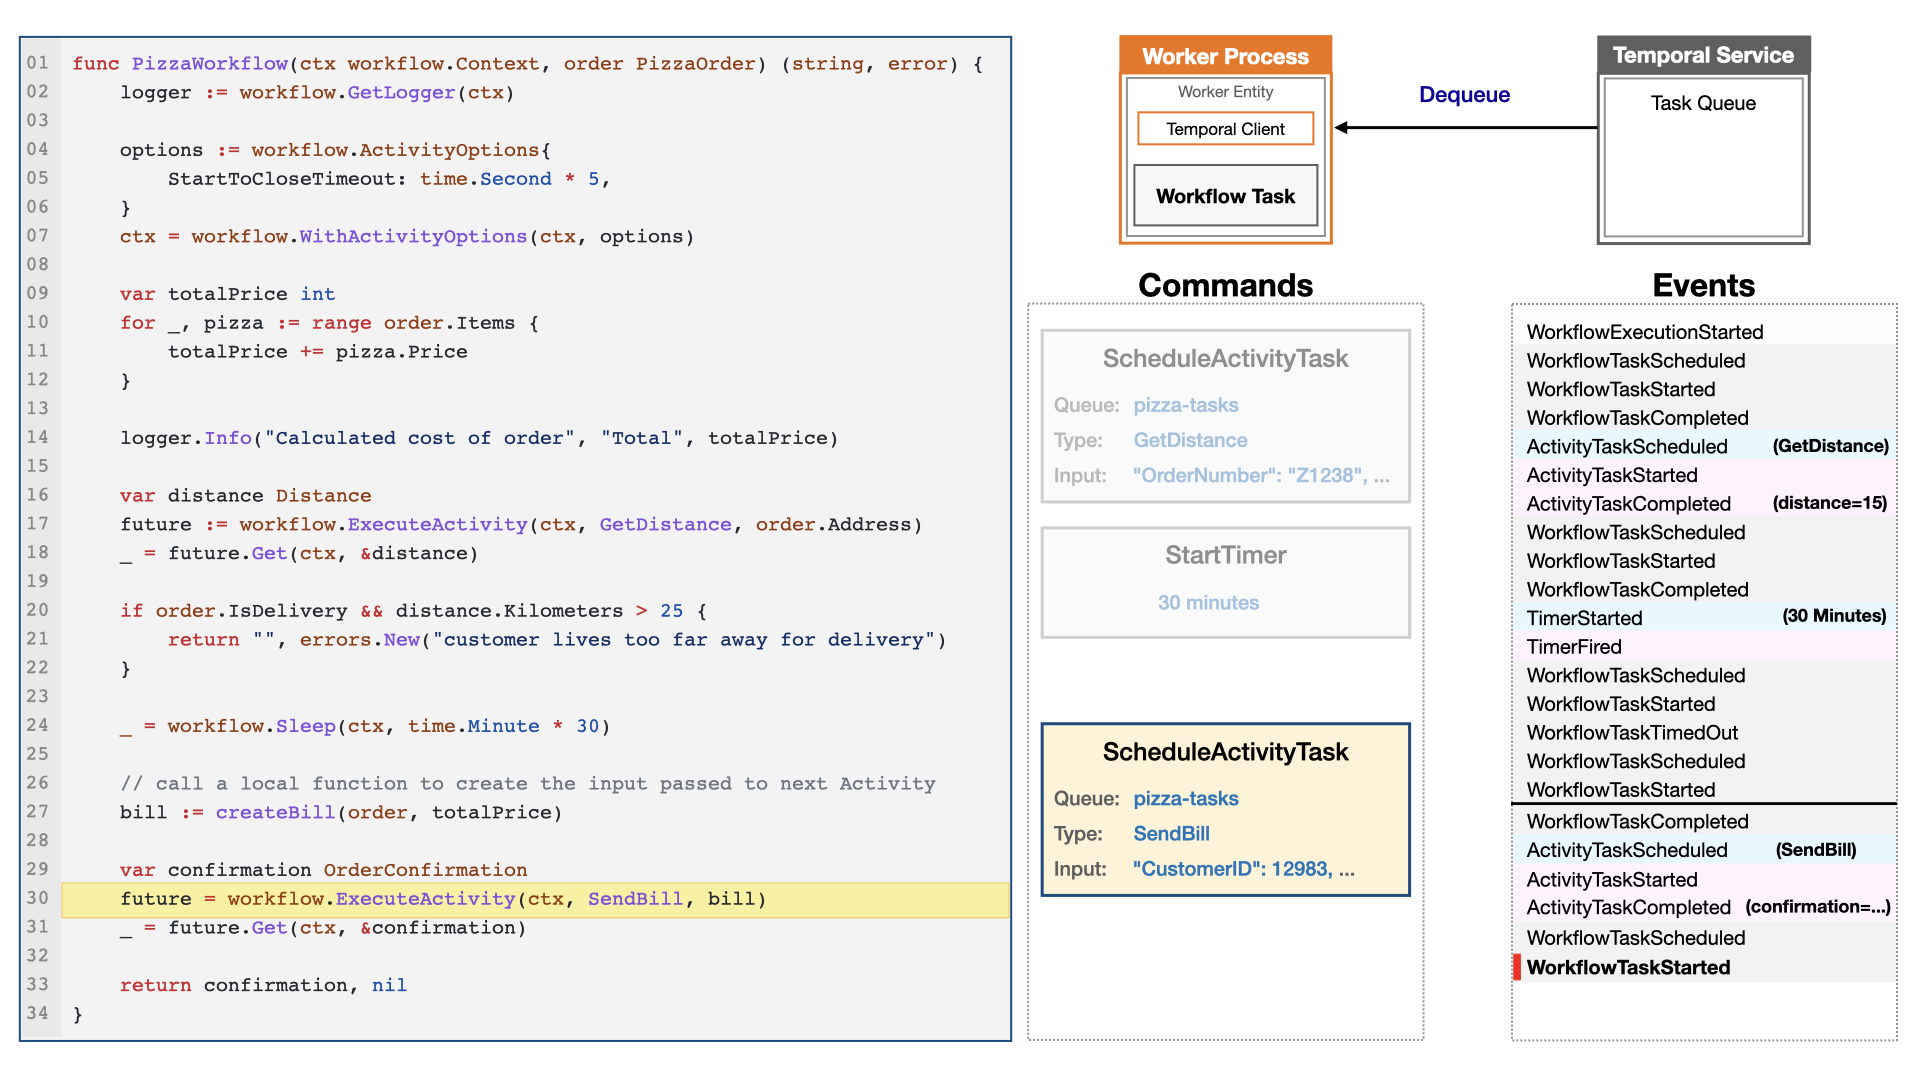 01 func PizzaWorkflow(ctx workflow.Context, order PizzaOrder) (string, error) {
02     logger := workflow.GetLogger(ctx)
03
04     options := workflow.ActivityOptions{
05         StartToCloseTimeout: time.Second * 5,
06     }
07     ctx = workflow.WithActivityOptions(ctx, options)
08
09     var totalPrice int
10     for _, pizza := range order.Items {
11         totalPrice += pizza.Price
12     }
13
14     logger.Info("Calculated cost of order", "Total", totalPrice)
15
16     var distance Distance
17     future := workflow.ExecuteActivity(ctx, GetDistance, order.Address)
18     _ = future.Get(ctx, &distance)
19
20     if order.IsDelivery && distance.Kilometers > 25 {
21         return "", errors.New("customer lives too far away for delivery")
22     }
23
24     _ = workflow.Sleep(ctx, time.Minute * 30)
25
26     // call a local function to create the input passed to next Activity
27     bill := createBill(order, totalPrice)
28
29     var confirmation OrderConfirmation
30     future = workflow.ExecuteActivity(ctx, SendBill, bill)
31     _ = future.Get(ctx, &confirmation)
32
33     return confirmation, nil
34 }
Worker Process
Worker Entity
Temporal Client
Workflow Task
Dequeue
Temporal Service
Task Queue
Commands
ScheduleActivityTask
Queue: pizza-tasks
Type: GetDistance
Input: "OrderNumber": "Z1238", ...
StartTimer
30 minutes
ScheduleActivityTask
Queue: pizza-tasks
Type: SendBill
Input: "CustomerID": 12983, ...
Events
WorkflowExecutionStarted
WorkflowTaskScheduled
WorkflowTaskStarted
WorkflowTaskCompleted
ActivityTaskScheduled (GetDistance)
ActivityTaskStarted
ActivityTaskCompleted (distance=15)
WorkflowTaskScheduled
WorkflowTaskStarted
WorkflowTaskCompleted
TimerStarted (30 Minutes)
TimerFired
WorkflowTaskScheduled
WorkflowTaskStarted
WorkflowTaskTimedOut
WorkflowTaskScheduled
WorkflowTaskStarted
WorkflowTaskCompleted
ActivityTaskScheduled (SendBill)
ActivityTaskStarted
ActivityTaskCompleted (confirmation=...)
WorkflowTaskScheduled
WorkflowTaskStarted